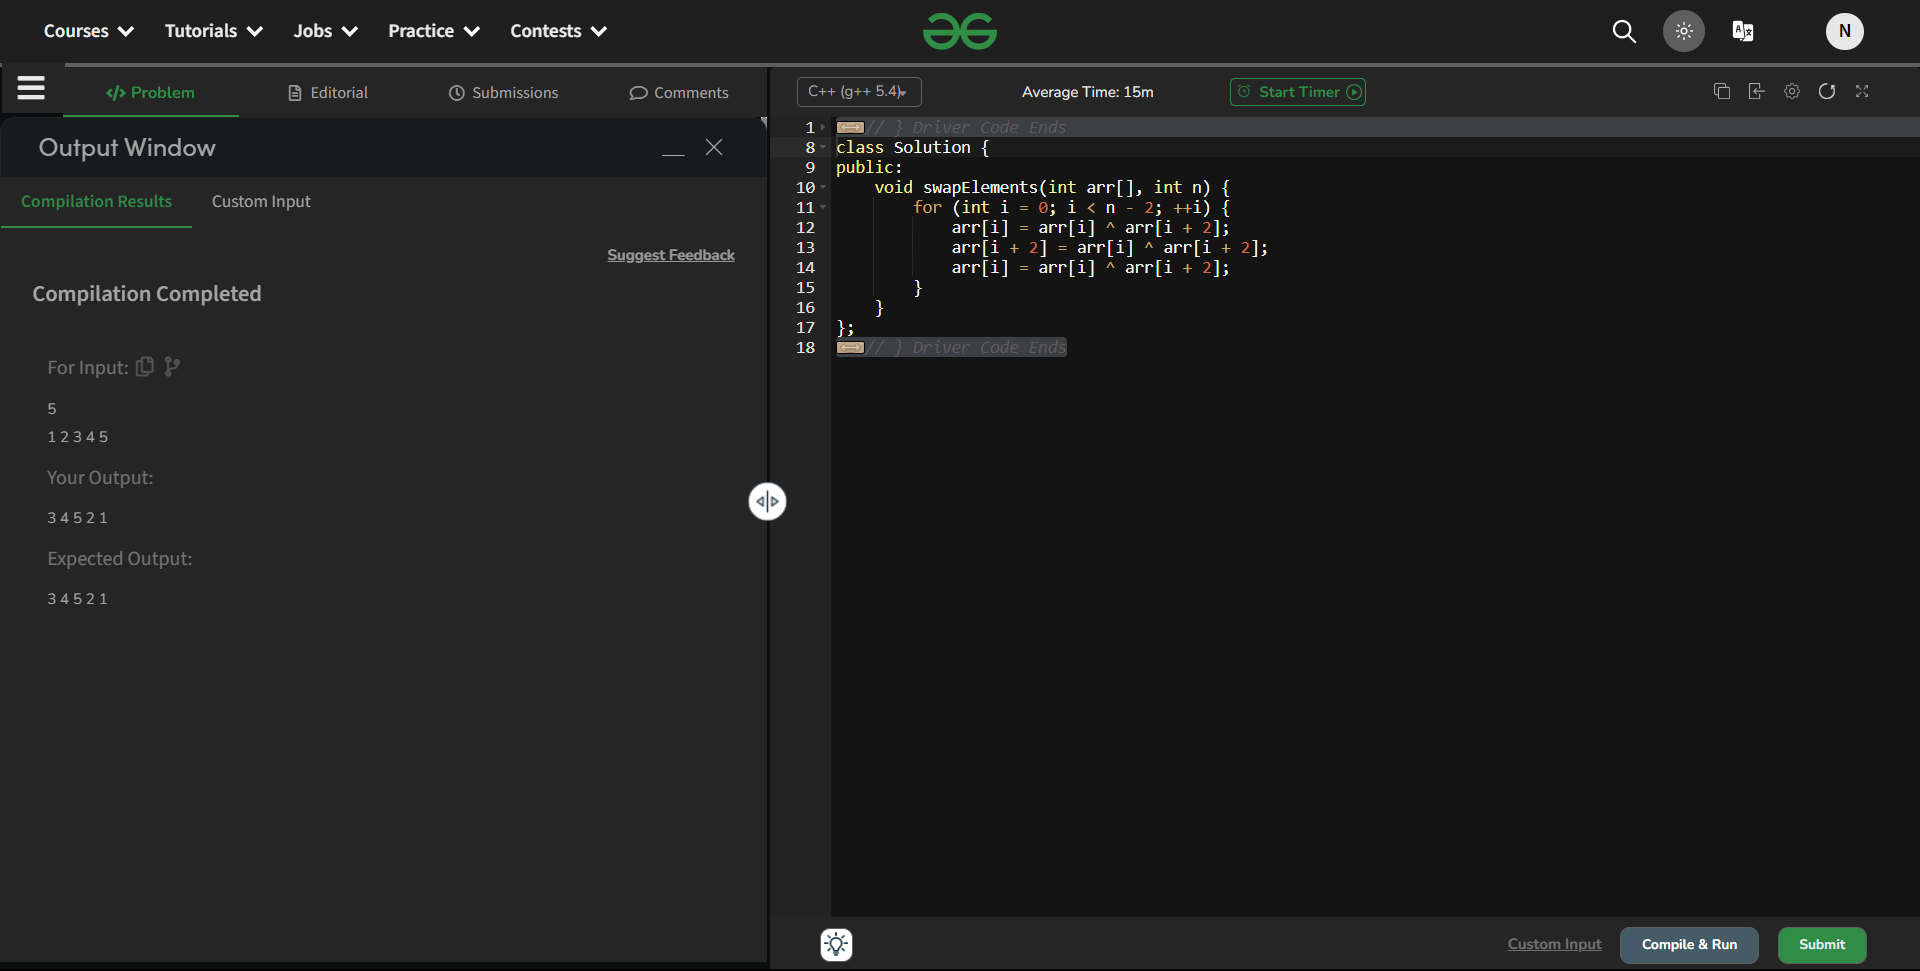 Courses Tutorials Jobs Practice Contests N
</> Problem Editorial Submissions Comments
C++ (g++ 5.4) Average Time: 15m Start Timer
Output Window
Compilation Results Custom Input
Suggest Feedback
Compilation Completed
For Input:
5
1 2 3 4 5
Your Output:
3 4 5 2 1
Expected Output:
3 4 5 2 1
1 // } Driver Code Ends
8 class Solution {
9 public:
10     void swapElements(int arr[], int n) {
11         for (int i = 0; i < n - 2; ++i) {
12             arr[i] = arr[i] ^ arr[i + 2];
13             arr[i + 2] = arr[i] ^ arr[i + 2];
14             arr[i] = arr[i] ^ arr[i + 2];
15         }
16     }
17 };
18 // } Driver Code Ends
Custom Input Compile & Run Submit